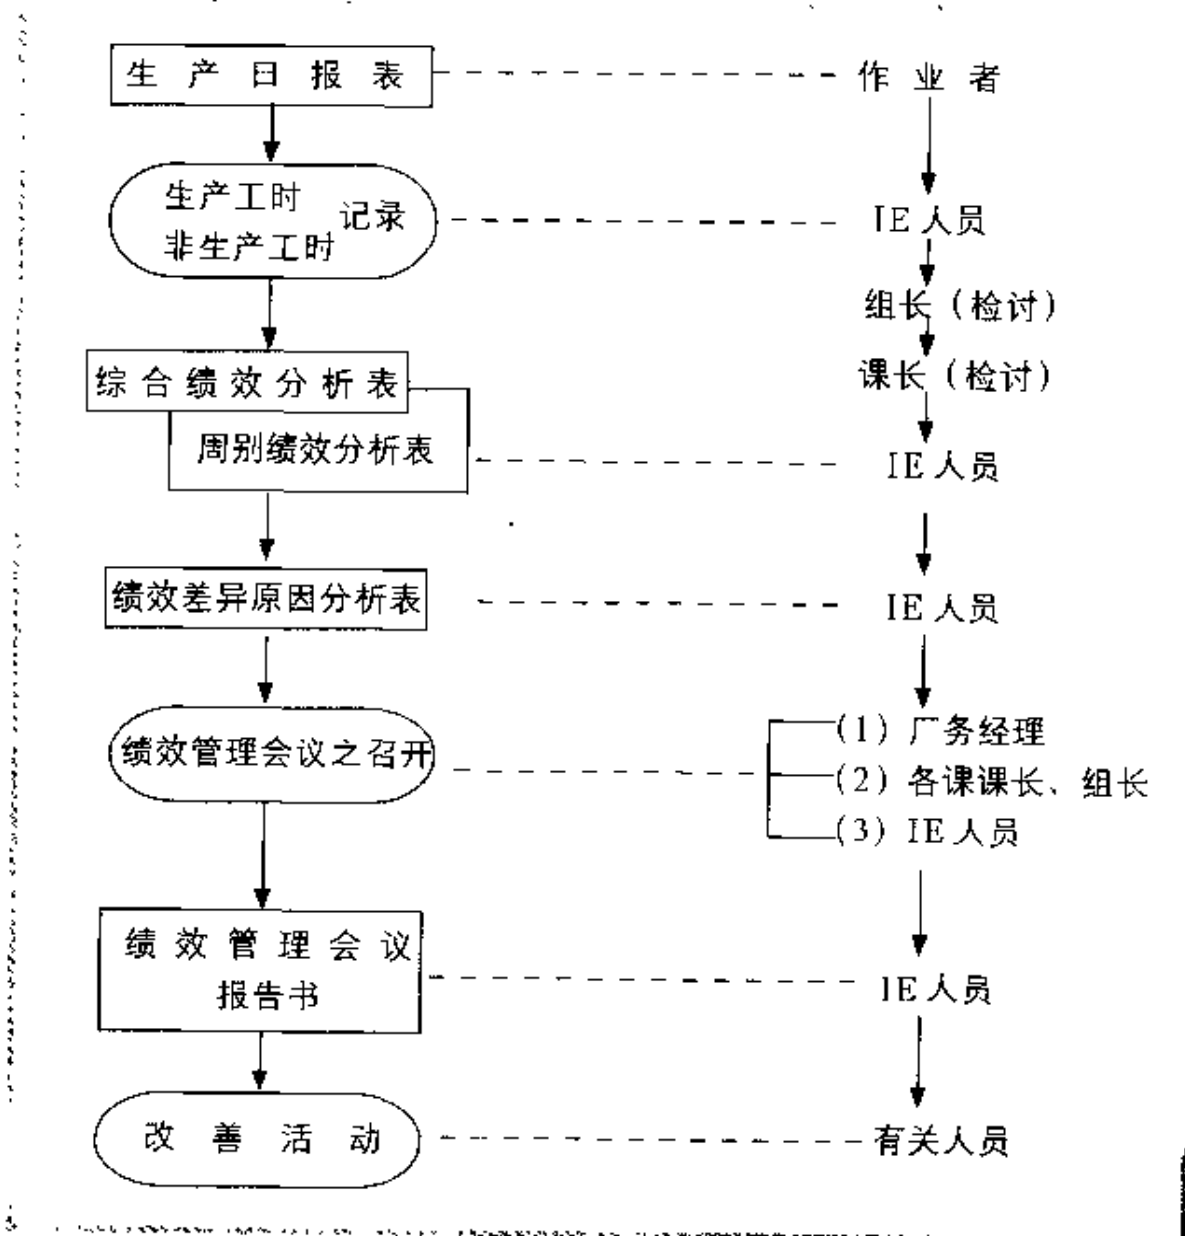 生产日报表
作业者
生产工时
非生产工时
记录
IE人员
组长（检讨）
课长（检讨）
综合绩效分析表
周别绩效分析表
IE人员
绩效差异原因分析表
IE人员
绩效管理会议之召开
(1) 厂务经理
(2) 各课课长、组长
(3) IE人员
绩效管理会议
报告书
IE人员
改善活动
有关人员